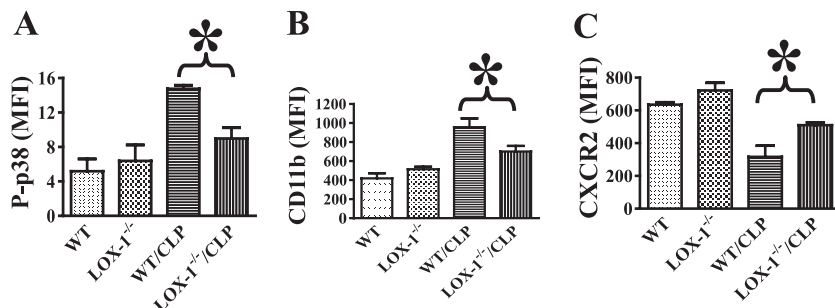 A
P-p38 (MFI)
16
12
8
4
0
*
WT
LOX-1-/-
WT/CLP
LOX-1-/-/CLP
B
CD11b (MFI)
1200
1000
800
600
400
200
0
*
WT
LOX-1-/-
WT/CLP
LOX-1-/-/CLP
C
CXCR2 (MFI)
800
600
400
200
0
*
WT
LOX-1-/-
WT/CLP
LOX-1-/-/CLP